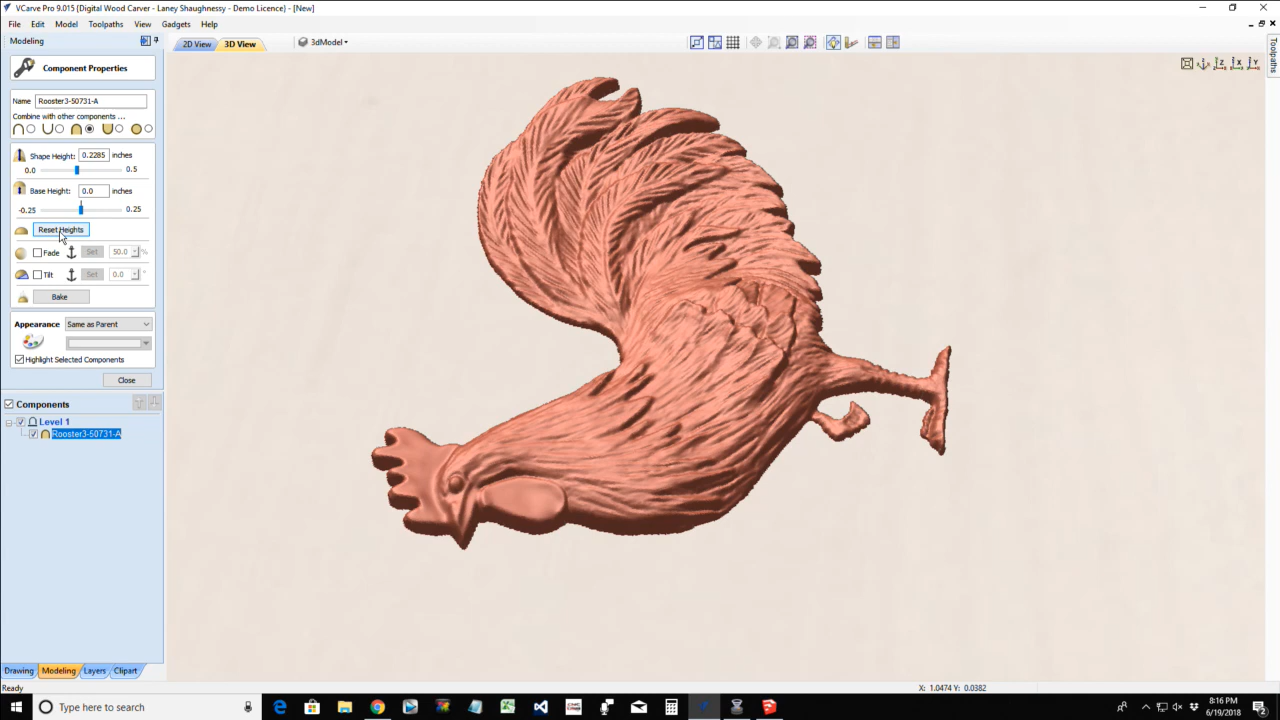 VCarve Pro 9.015 {Digital Wood Carver - Laney Shaughnessy - Demo Licence} - [New]
File Edit Model Toolpaths View Gadgets Help
Modeling
2D View 3D View 3dModel
Toolpaths
Component Properties
Name Rooster3-50731-A
Combine with other components ...
Shape Height: 0.2285 inches
0.0 0.5
Base Height: 0.0 inches
-0.25 0.25
Reset Heights
Fade Set 50.0 %
Tilt Set 0.0 °
Bake
Appearance Same as Parent
Highlight Selected Components
Close
Components
Level 1
Rooster3-50731-A
Drawing Modeling Layers Clipart
Ready X: 1.0474 Y: 0.0382
Type here to search
8:16 PM
6/19/2018
2